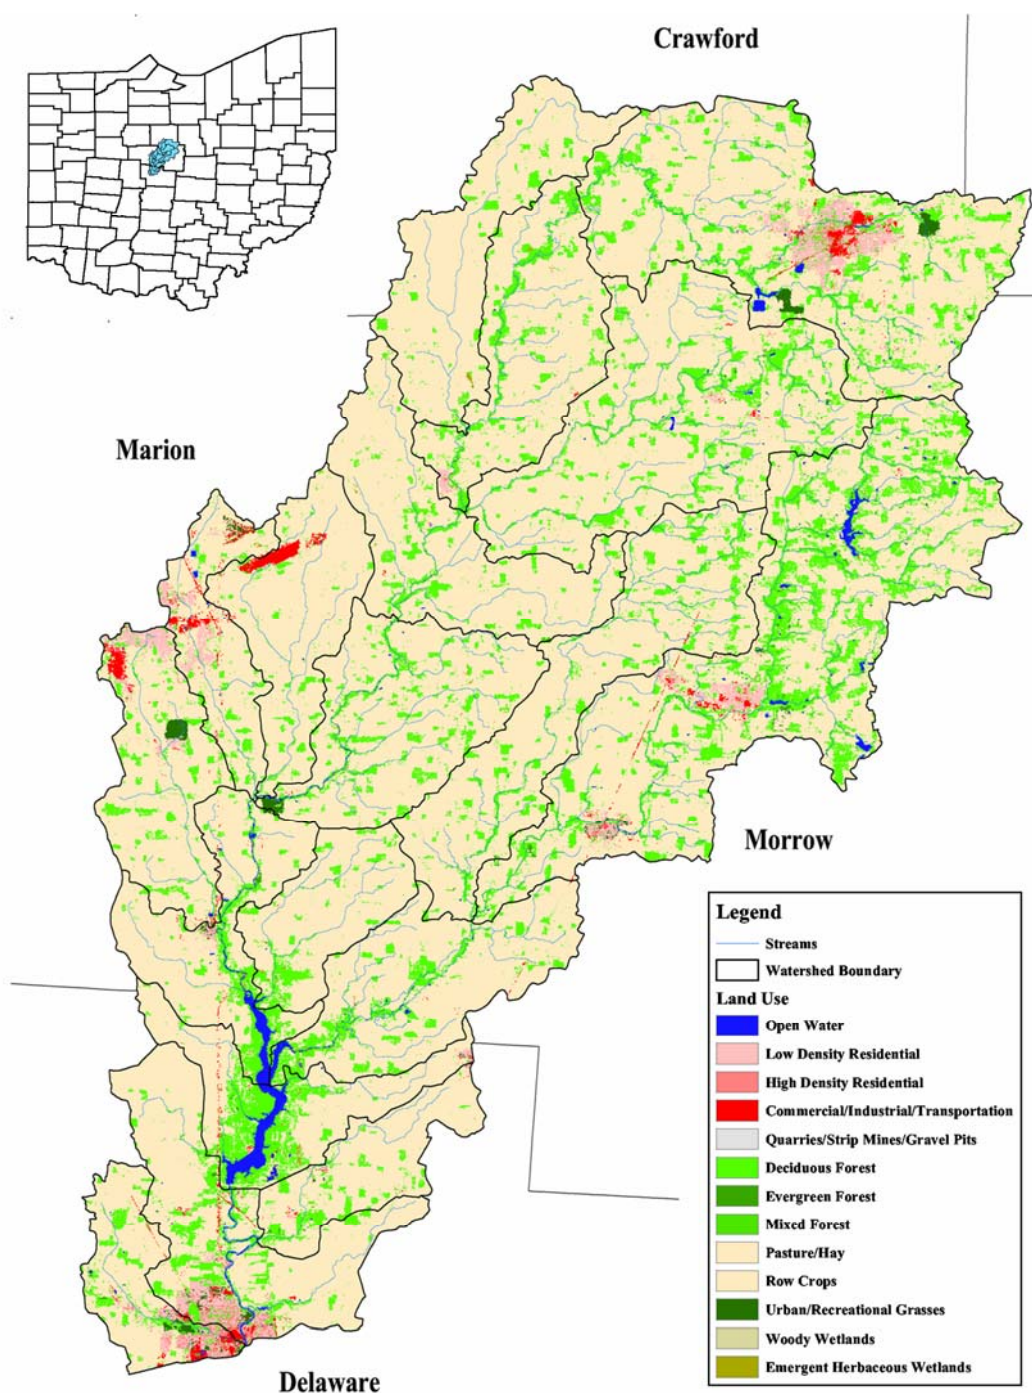 Crawford
Marion
Morrow
Legend
Streams
Watershed Boundary
Land Use
Open Water
Low Density Residential
High Density Residential
Commercial/Industrial/Transportation
Quarries/Strip Mines/Gravel Pits
Deciduous Forest
Evergreen Forest
Mixed Forest
Pasture/Hay
Row Crops
Urban/Recreational Grasses
Woody Wetlands
Emergent Herbaceous Wetlands
Delaware